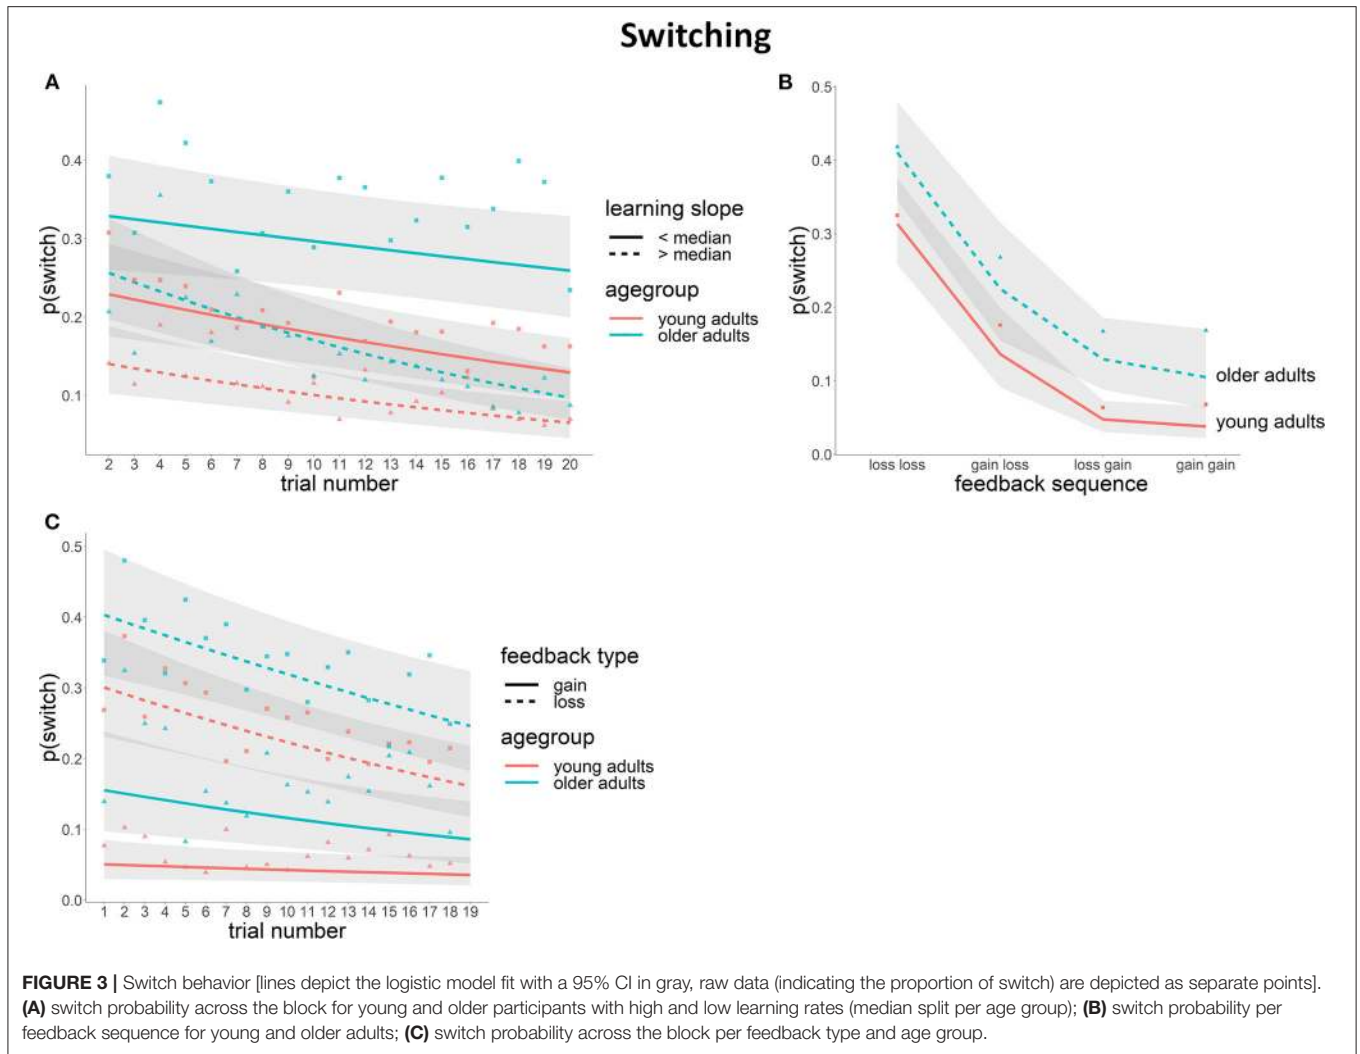 Switching
A
0.4
0.3
0.2
0.1
p(switch)
2 3 4 5 6 7 8 9 10 11 12 13 14 15 16 17 18 19 20
trial number
learning slope
< median
> median
agegroup
young adults
older adults
B
0.5
0.4
0.3
0.2
0.1
0.0
p(switch)
older adults
young adults
loss loss gain loss loss gain gain gain
feedback sequence
C
0.5
0.4
0.3
0.2
0.1
0.0
p(switch)
1 2 3 4 5 6 7 8 9 10 11 12 13 14 15 16 17 18 19
trial number
feedback type
gain
loss
agegroup
young adults
older adults
FIGURE 3 | Switch behavior [lines depict the logistic model fit with a 95% CI in gray, raw data (indicating the proportion of switch) are depicted as separate points].
(A) switch probability across the block for young and older participants with high and low learning rates (median split per age group); (B) switch probability per
feedback sequence for young and older adults; (C) switch probability across the block per feedback type and age group.